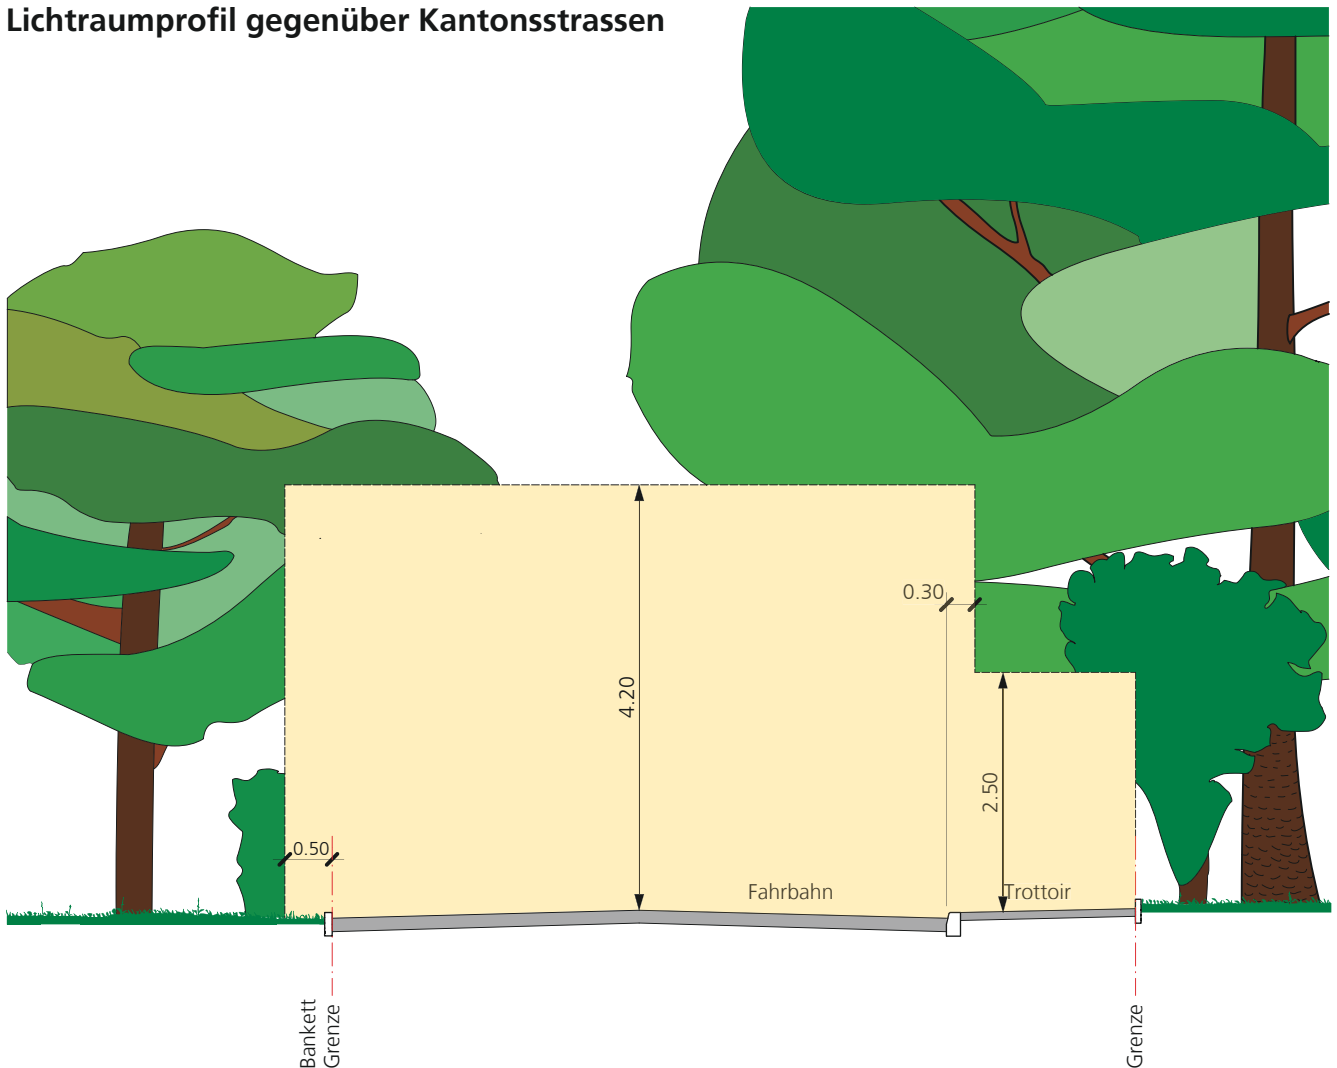 Lichtraumprofil gegenüber Kantonsstrassen
0.30
4.20
2.50
0.50
Fahrbahn
Trottoir
Bankett
Grenze
Grenze